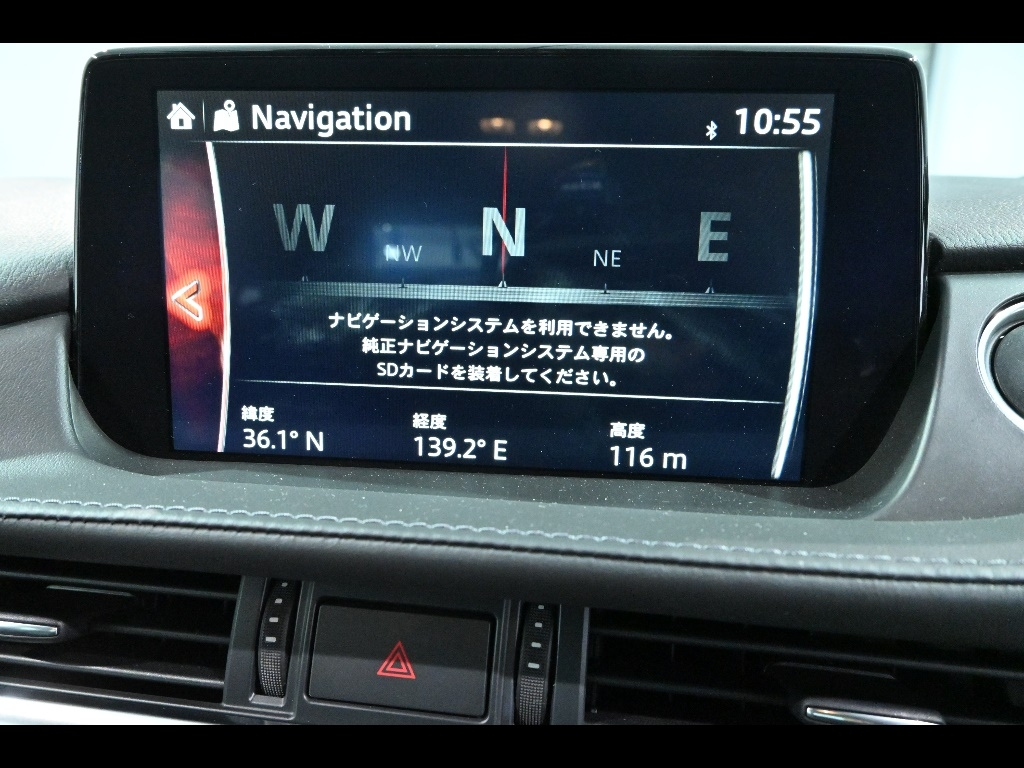 Navigation
10:55
W NW N NE E
ナビゲーションシステムを利用できません。
純正ナビゲーションシステム専用の
SDカードを装着してください。
緯度 経度 高度
36.1° N 139.2° E 116 m